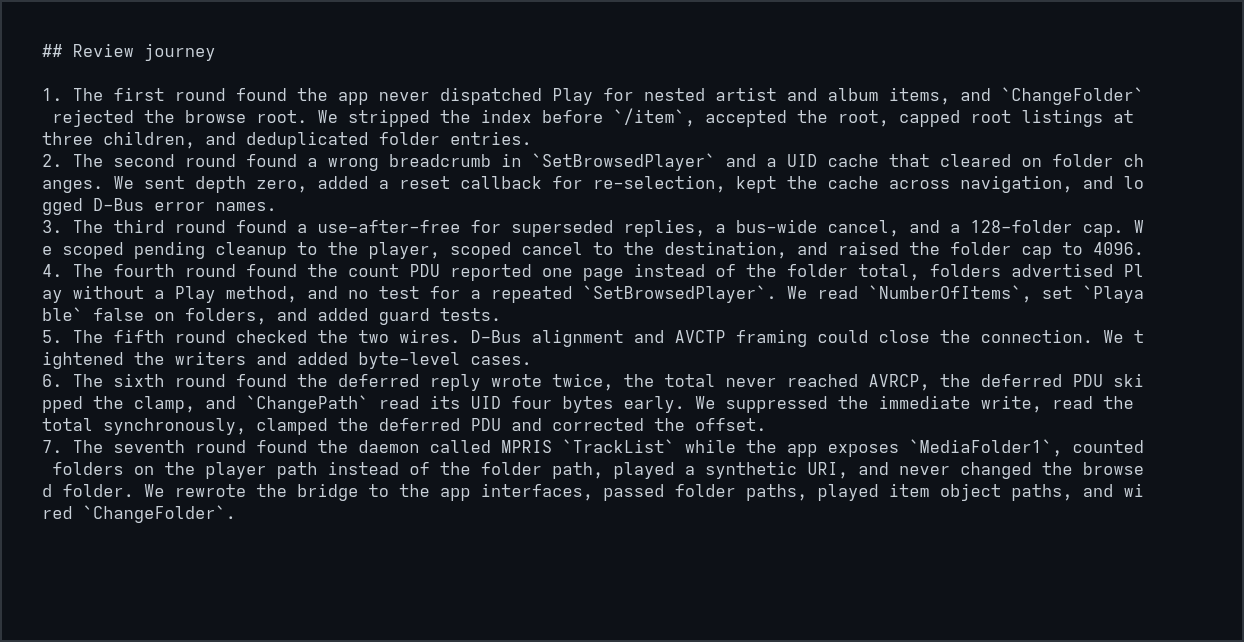 ## Review journey

1. The first round found the app never dispatched Play for nested artist and album items, and `ChangeFolder`
 rejected the browse root. We stripped the index before `/item`, accepted the root, capped root listings at
three children, and deduplicated folder entries.
2. The second round found a wrong breadcrumb in `SetBrowsedPlayer` and a UID cache that cleared on folder ch
anges. We sent depth zero, added a reset callback for re-selection, kept the cache across navigation, and lo
gged D-Bus error names.
3. The third round found a use-after-free for superseded replies, a bus-wide cancel, and a 128-folder cap. W
e scoped pending cleanup to the player, scoped cancel to the destination, and raised the folder cap to 4096.
4. The fourth round found the count PDU reported one page instead of the folder total, folders advertised Pl
ay without a Play method, and no test for a repeated `SetBrowsedPlayer`. We read `NumberOfItems`, set `Playa
ble` false on folders, and added guard tests.
5. The fifth round checked the two wires. D-Bus alignment and AVCTP framing could close the connection. We t
ightened the writers and added byte-level cases.
6. The sixth round found the deferred reply wrote twice, the total never reached AVRCP, the deferred PDU ski
pped the clamp, and `ChangePath` read its UID four bytes early. We suppressed the immediate write, read the
total synchronously, clamped the deferred PDU and corrected the offset.
7. The seventh round found the daemon called MPRIS `TrackList` while the app exposes `MediaFolder1`, counted
 folders on the player path instead of the folder path, played a synthetic URI, and never changed the browse
d folder. We rewrote the bridge to the app interfaces, passed folder paths, played item object paths, and wi
red `ChangeFolder`.